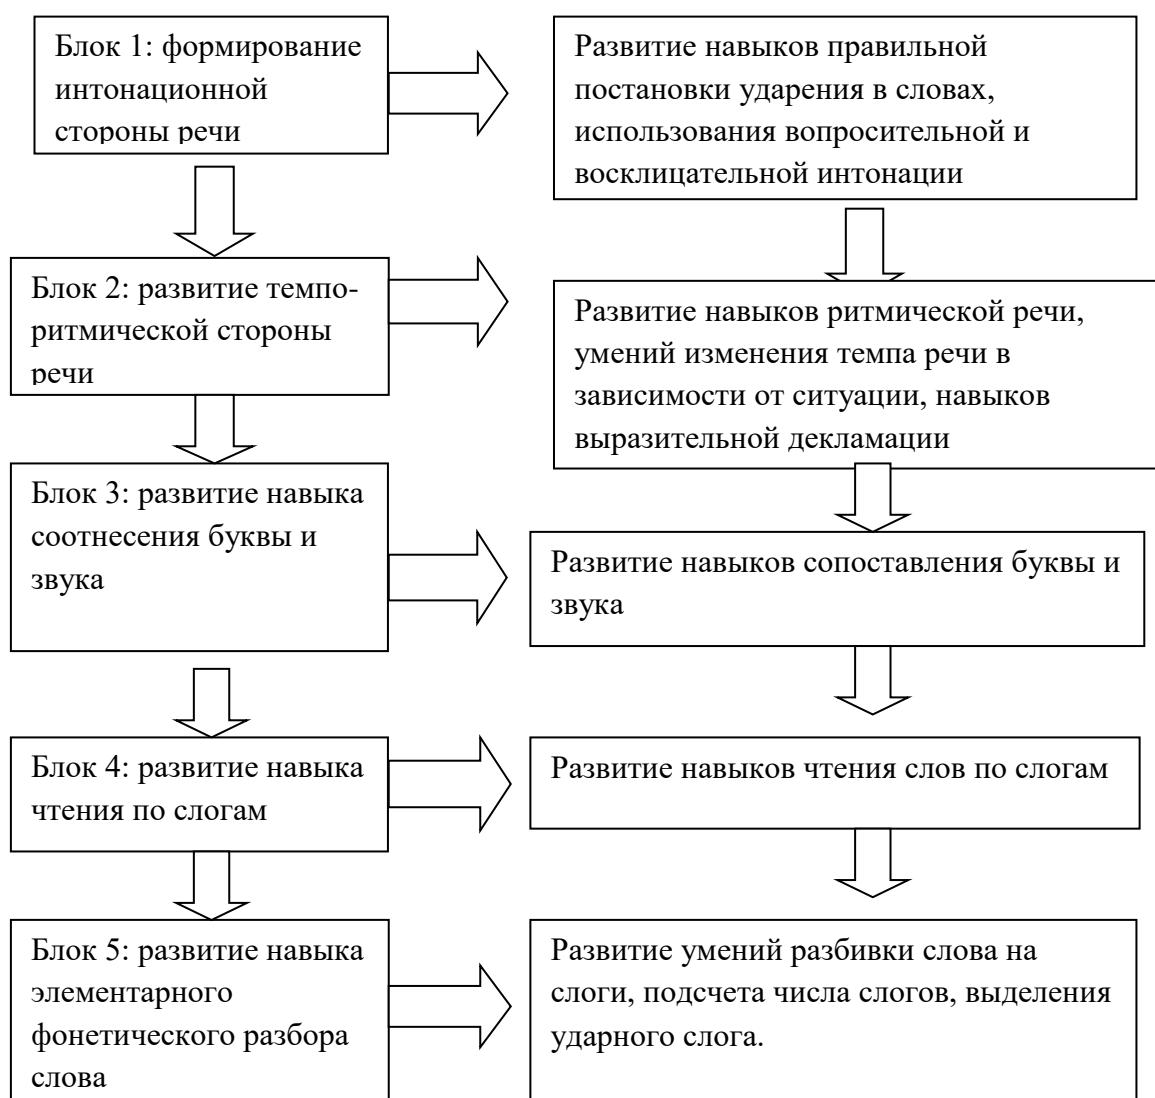 Блок 1: формирование
интонационной
стороны речи
Развитие навыков правильной
постановки ударения в словах,
использования вопросительной и
восклицательной интонации
Блок 2: развитие темпо-
ритмической стороны
речи
Развитие навыков ритмической речи,
умений изменения темпа речи в
зависимости от ситуации, навыков
выразительной декламации
Блок 3: развитие навыка
соотнесения буквы и
звука
Развитие навыков сопоставления буквы и
звука
Блок 4: развитие навыка
чтения по слогам
Развитие навыков чтения слов по слогам
Блок 5: развитие навыка
элементарного
фонетического разбора
слова
Развитие умений разбивки слова на
слоги, подсчета числа слогов, выделения
ударного слога.